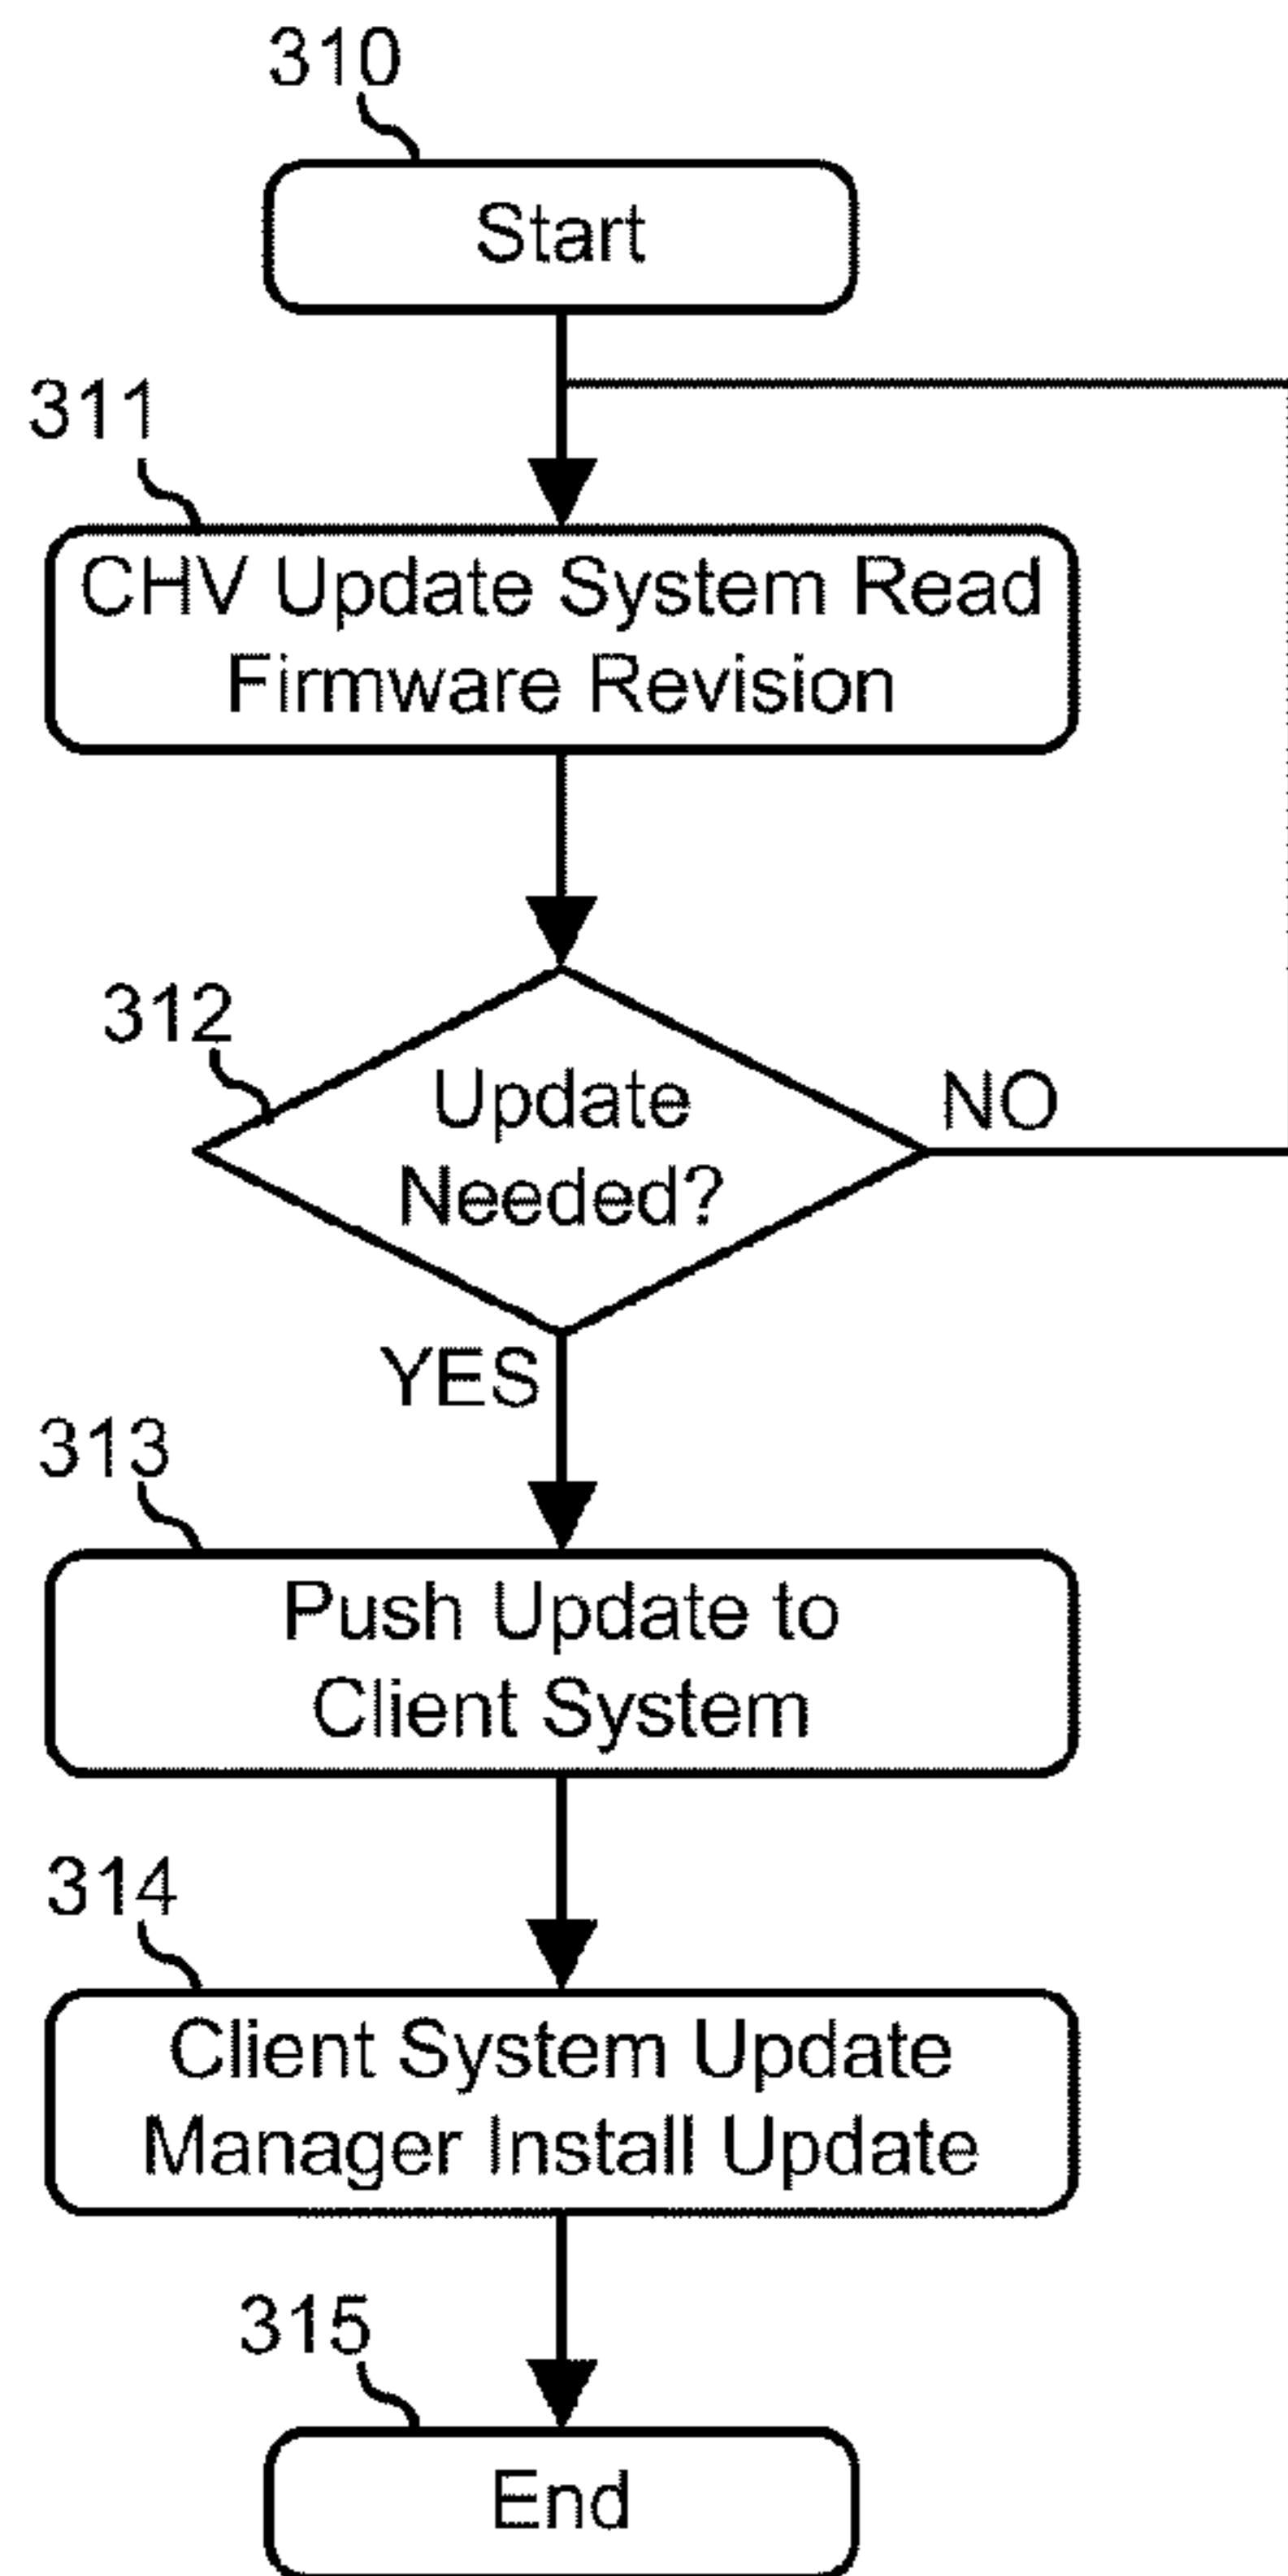 310
Start
311
CHV Update System Read
Firmware Revision
312
Update
Needed?
NO
YES
313
Push Update to
Client System
314
Client System Update
Manager Install Update
315
End